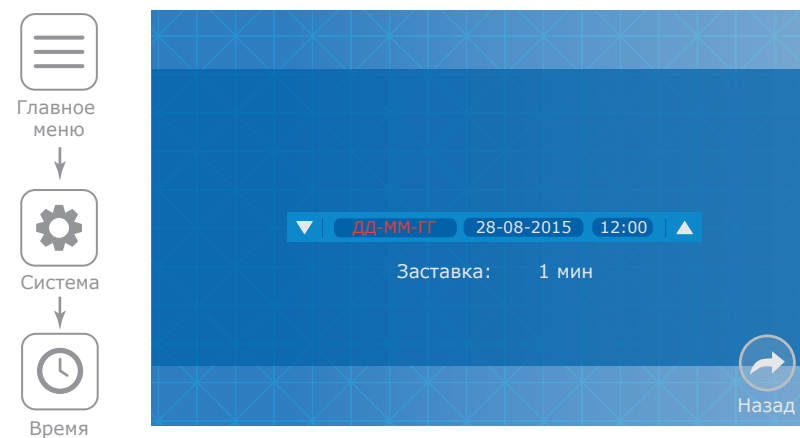 Главное
меню
Система
Время
ДД-ММ-ГГ 28-08-2015 12:00
Заставка: 1 мин
Назад